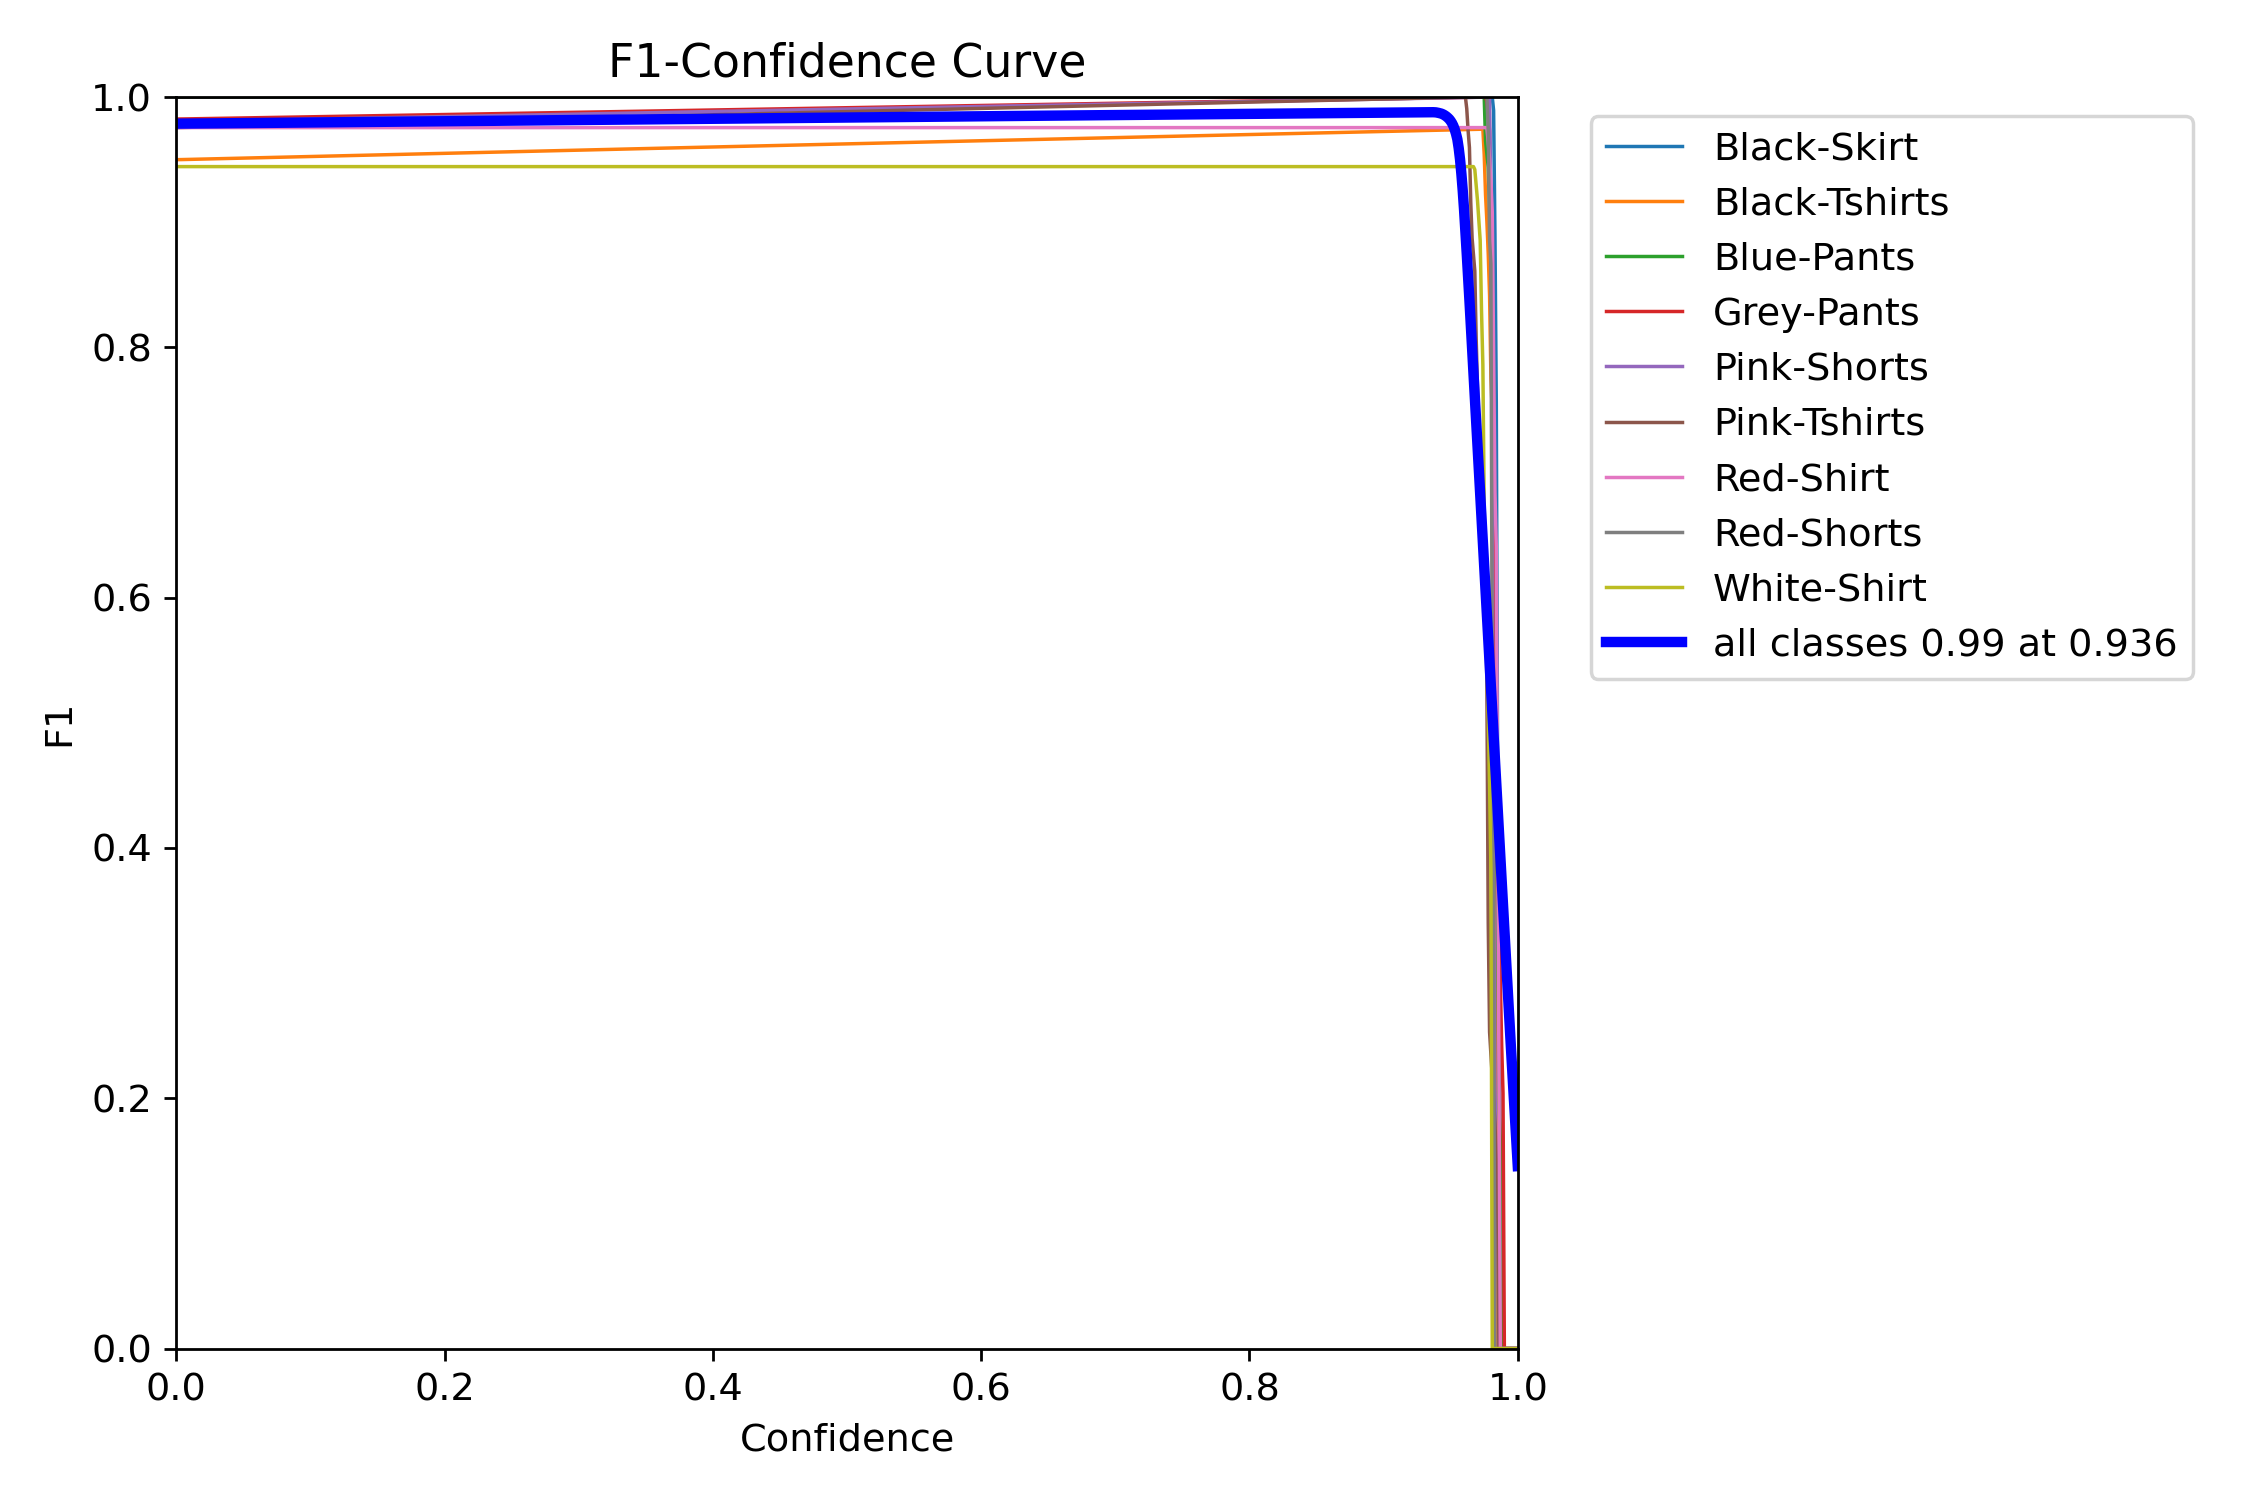 F1-Confidence Curve
1.0
0.8
0.6
0.4
0.2
0.0
F1
0.0 0.2 0.4 0.6 0.8 1.0
Confidence
Black-Skirt
Black-Tshirts
Blue-Pants
Grey-Pants
Pink-Shorts
Pink-Tshirts
Red-Shirt
Red-Shorts
White-Shirt
all classes 0.99 at 0.936